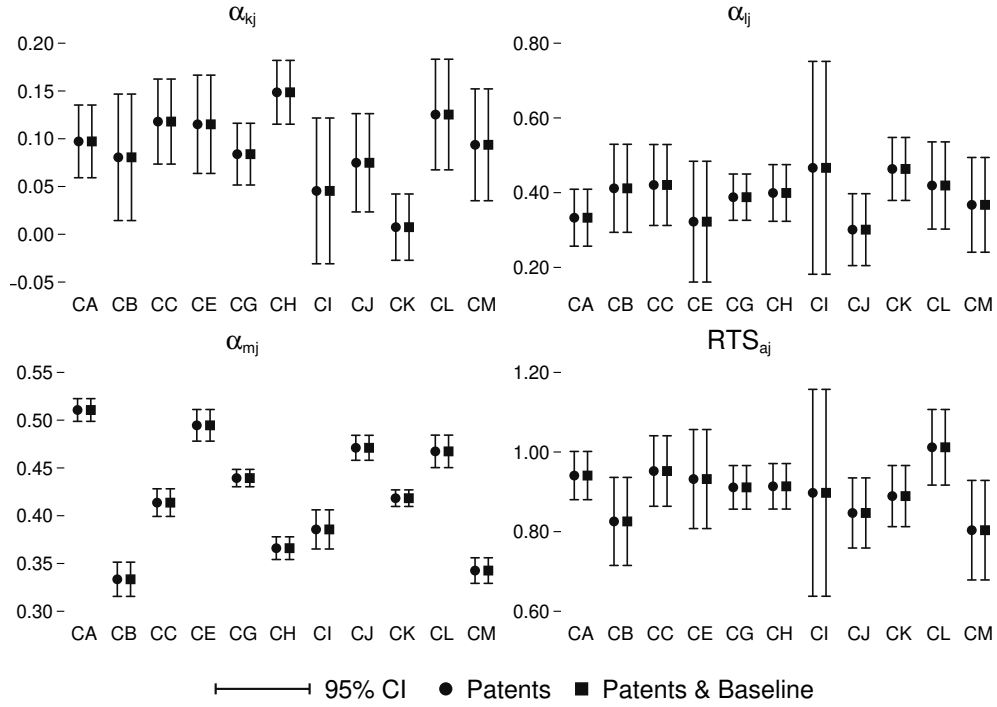 α_kj
0.20
0.15
0.10
0.05
0.00
−0.05
CA CB CC CE CG CH CI CJ CK CL CM
α_lj
0.80
0.60
0.40
0.20
CA CB CC CE CG CH CI CJ CK CL CM
α_mj
0.55
0.50
0.45
0.40
0.35
0.30
CA CB CC CE CG CH CI CJ CK CL CM
RTS_aj
1.20
1.00
0.80
0.60
CA CB CC CE CG CH CI CJ CK CL CM
95% CI Patents Patents & Baseline